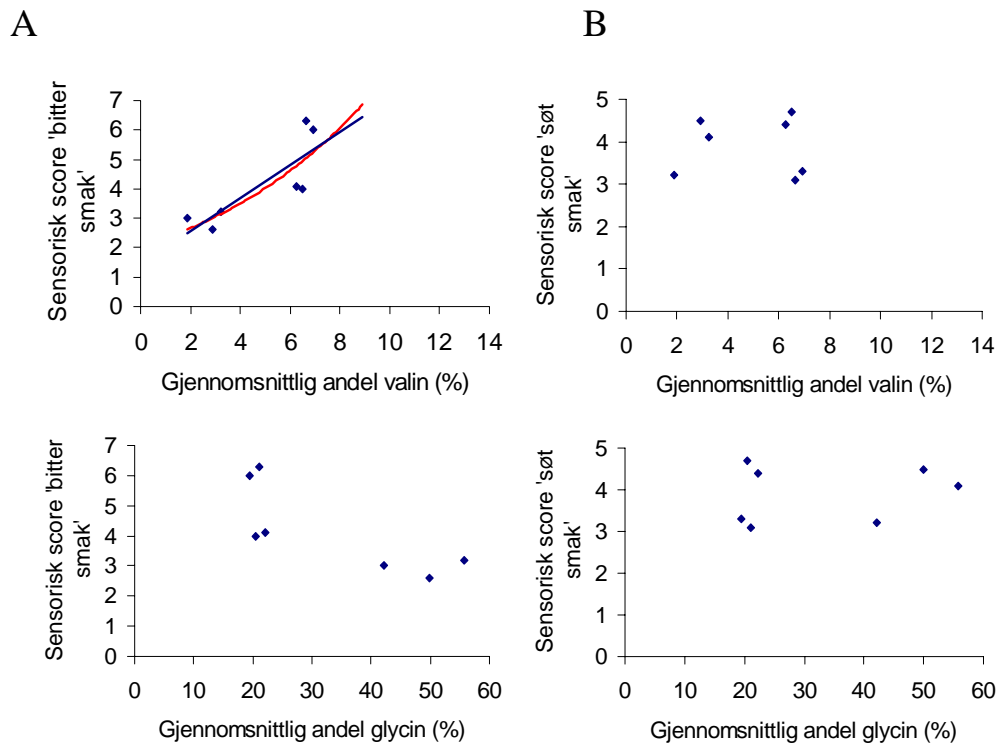 A
B
Sensorisk score 'bitter
smak'
7
6
5
4
3
2
1
0
0 2 4 6 8 10 12 14
Gjennomsnittlig andel valin (%)
Sensorisk score 'søt
smak'
5
4
3
2
1
0
0 2 4 6 8 10 12 14
Gjennomsnittlig andel valin (%)
Sensorisk score 'bitter
smak'
7
6
5
4
3
2
1
0
0 10 20 30 40 50 60
Gjennomsnittlig andel glycin (%)
Sensorisk score 'søt
smak'
5
4
3
2
1
0
0 10 20 30 40 50 60
Gjennomsnittlig andel glycin (%)